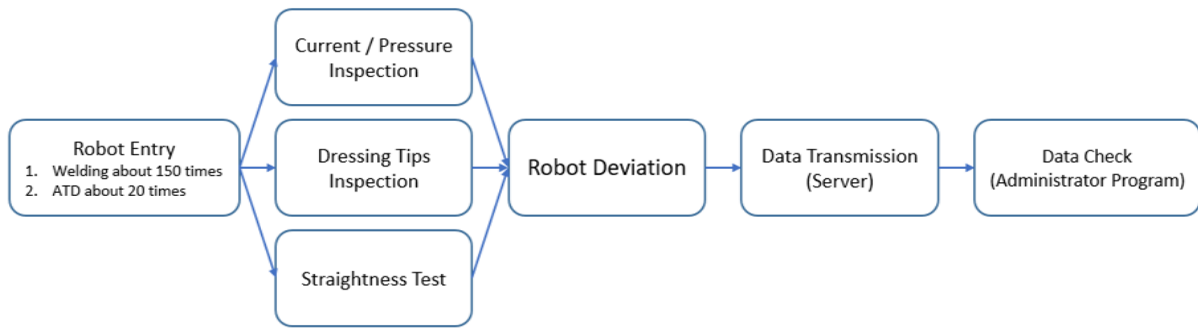 Robot Entry
1. Welding about 150 times
2. ATD about 20 times
Current / Pressure
Inspection
Dressing Tips
Inspection
Straightness Test
Robot Deviation
Data Transmission
(Server)
Data Check
(Administrator Program)